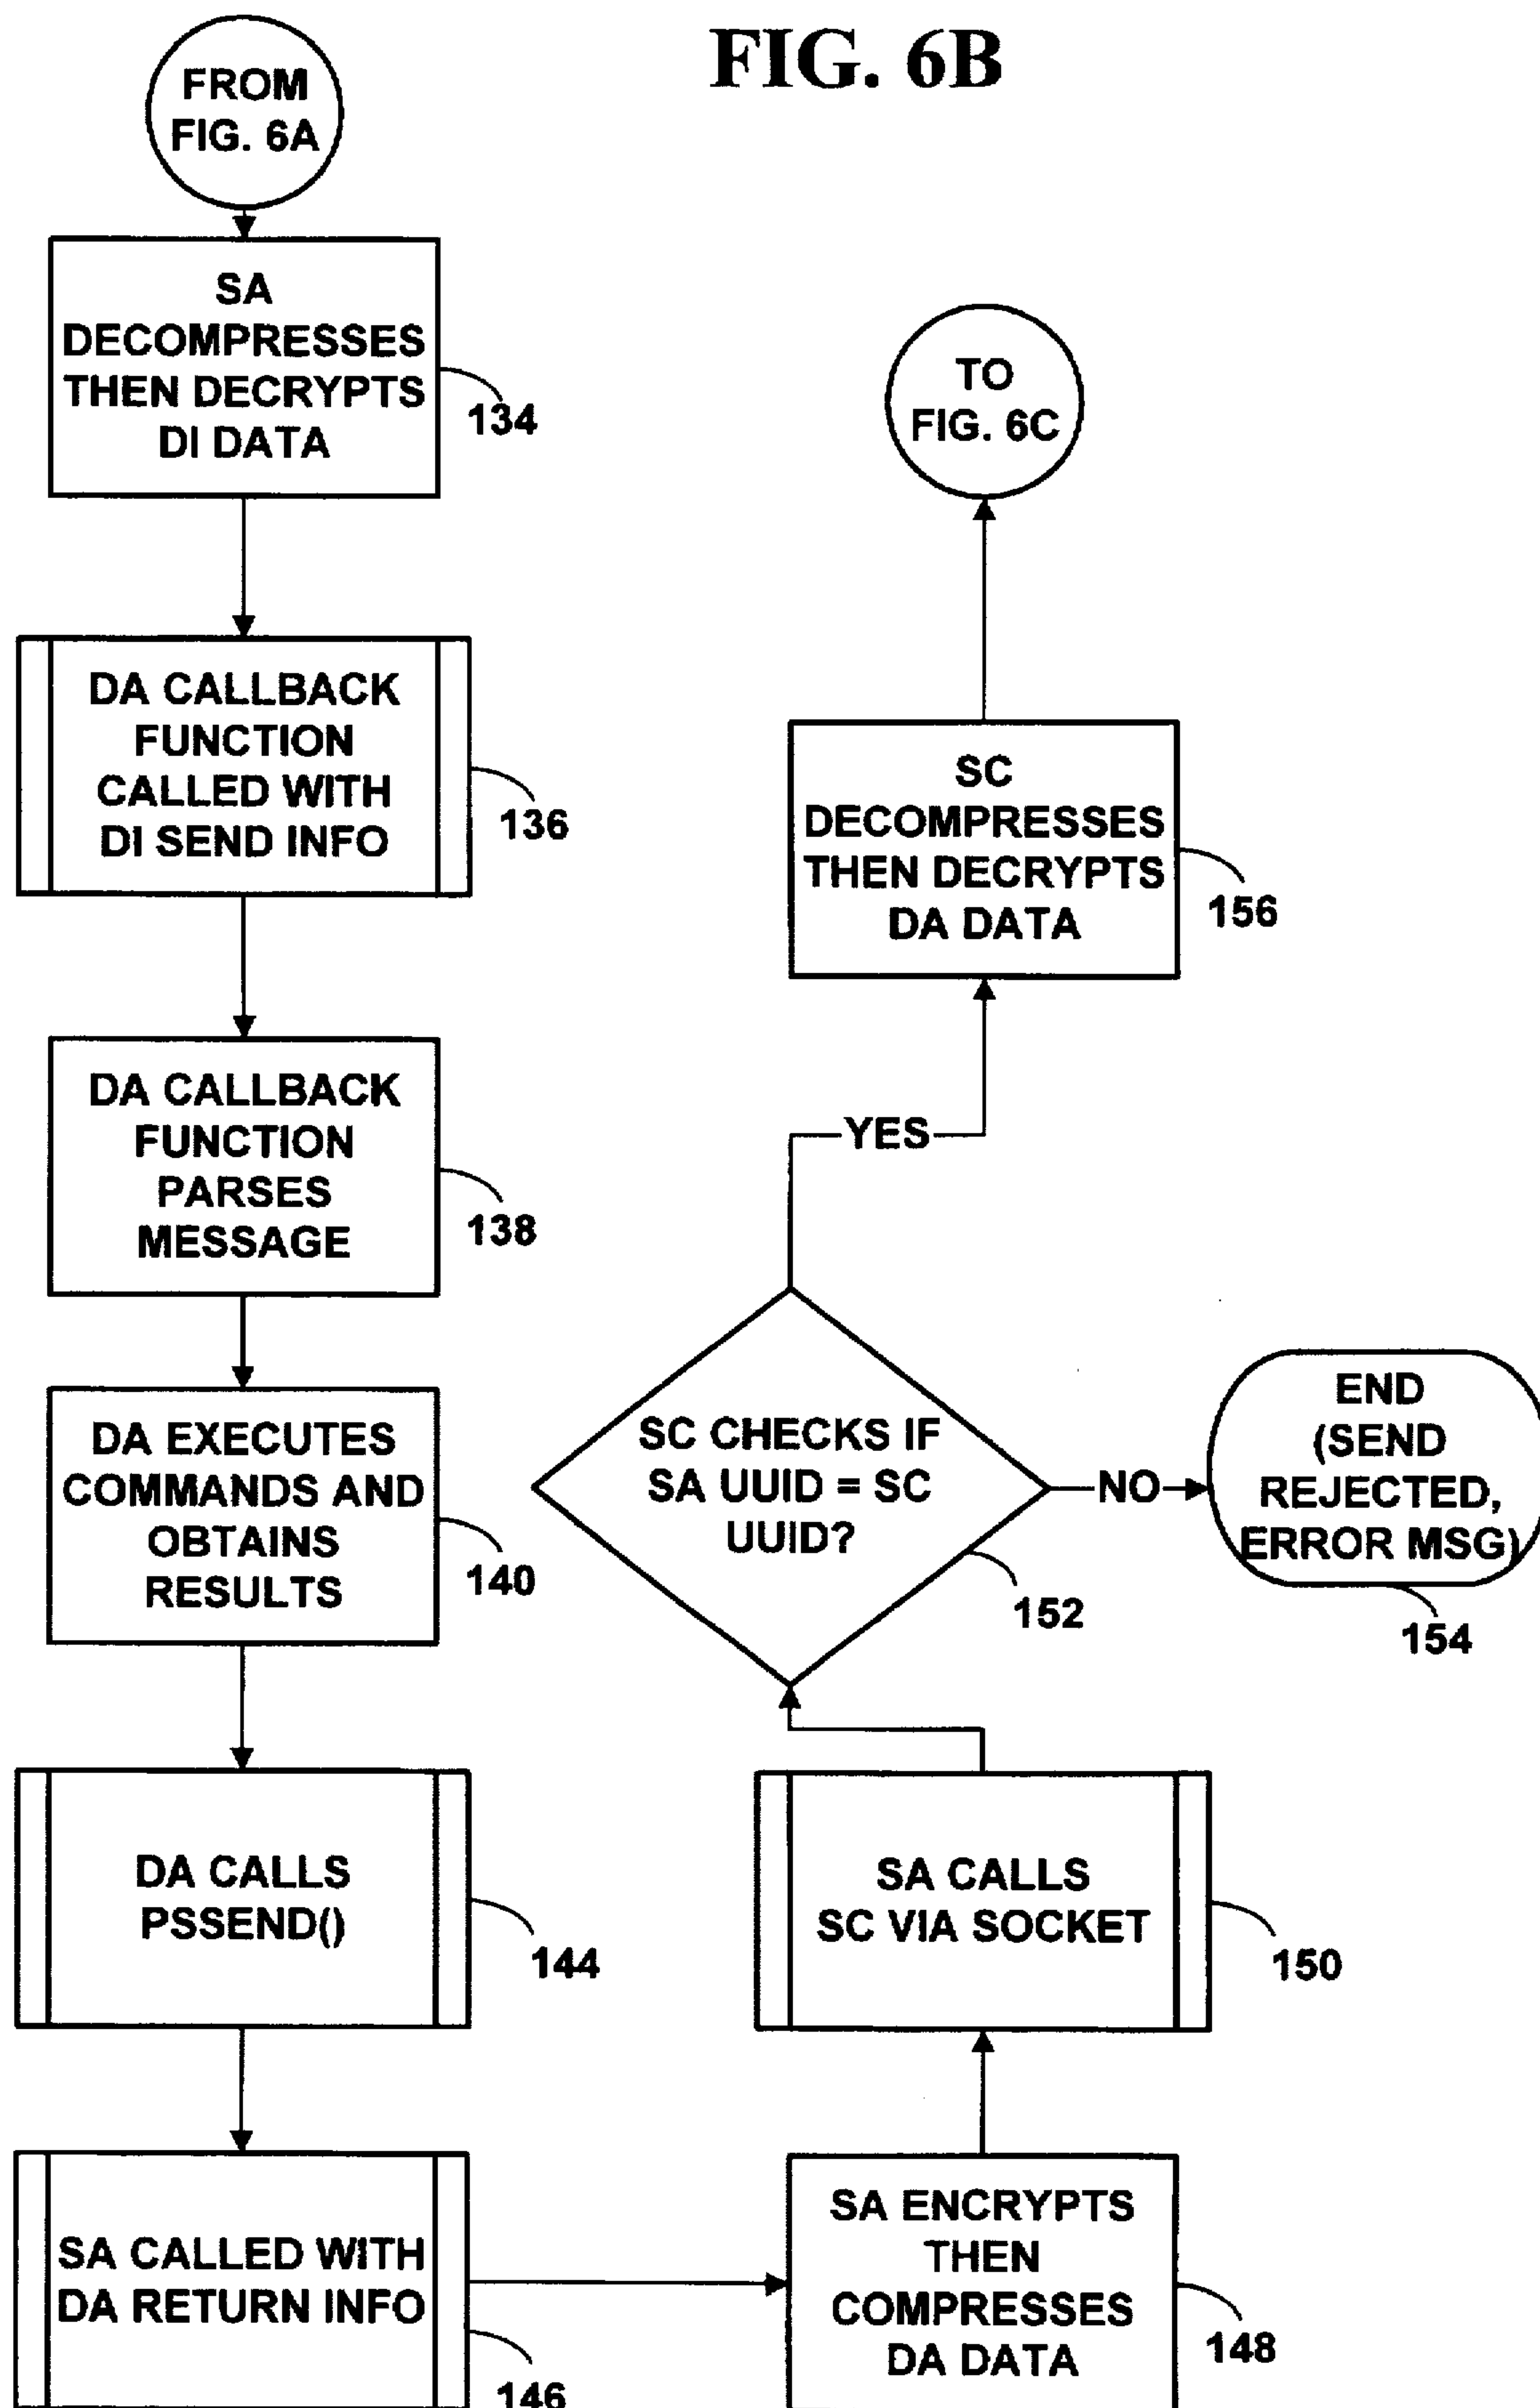 FIG. 6B
FROM
FIG. 6A
SA
DECOMPRESSES
THEN DECRYPTS
DI DATA
134
DA CALLBACK
FUNCTION
CALLED WITH
DI SEND INFO
136
DA CALLBACK
FUNCTION
PARSES
MESSAGE
138
DA EXECUTES
COMMANDS AND
OBTAINS
RESULTS
140
DA CALLS
PSSEND()
144
SA CALLED WITH
DA RETURN INFO
146
SA ENCRYPTS
THEN
COMPRESSES
DA DATA
148
SA CALLS
SC VIA SOCKET
150
SC CHECKS IF
SA UUID = SC
UUID?
152
NO
END
(SEND
REJECTED,
ERROR MSG)
154
YES
SC
DECOMPRESSES
THEN DECRYPTS
DA DATA
156
TO
FIG. 6C